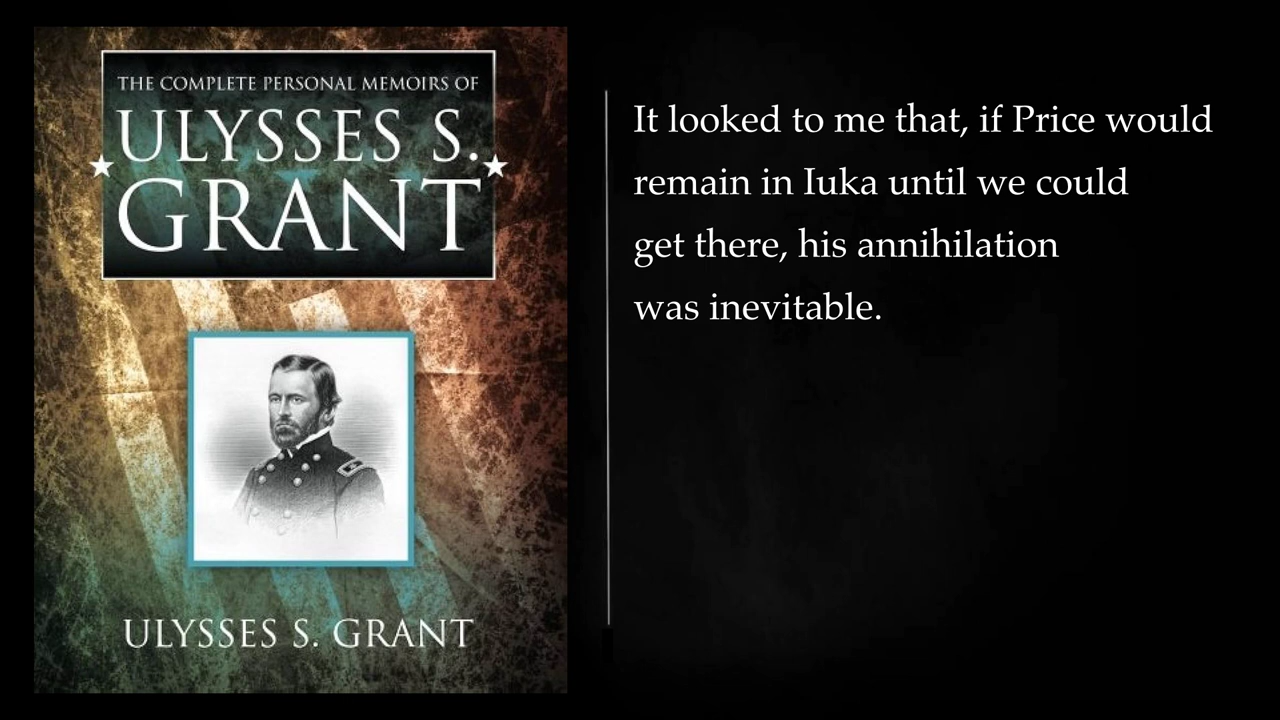 THE COMPLETE PERSONAL MEMOIRS OF
ULYSSES S.
GRANT
ULYSSES S. GRANT
It looked to me that, if Price would
remain in Iuka until we could
get there, his annihilation
was inevitable.